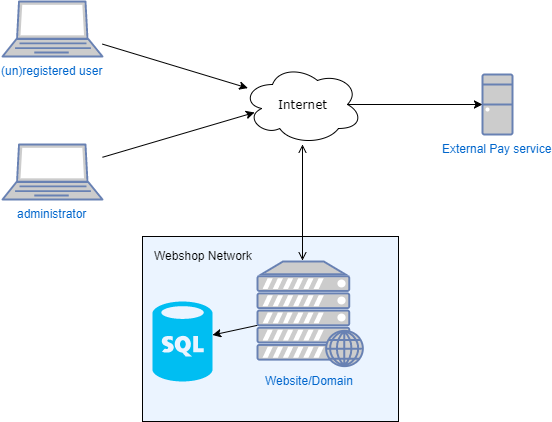 (un)registered user
Internet
External Pay service
administrator
Webshop Network
SQL
Website/Domain